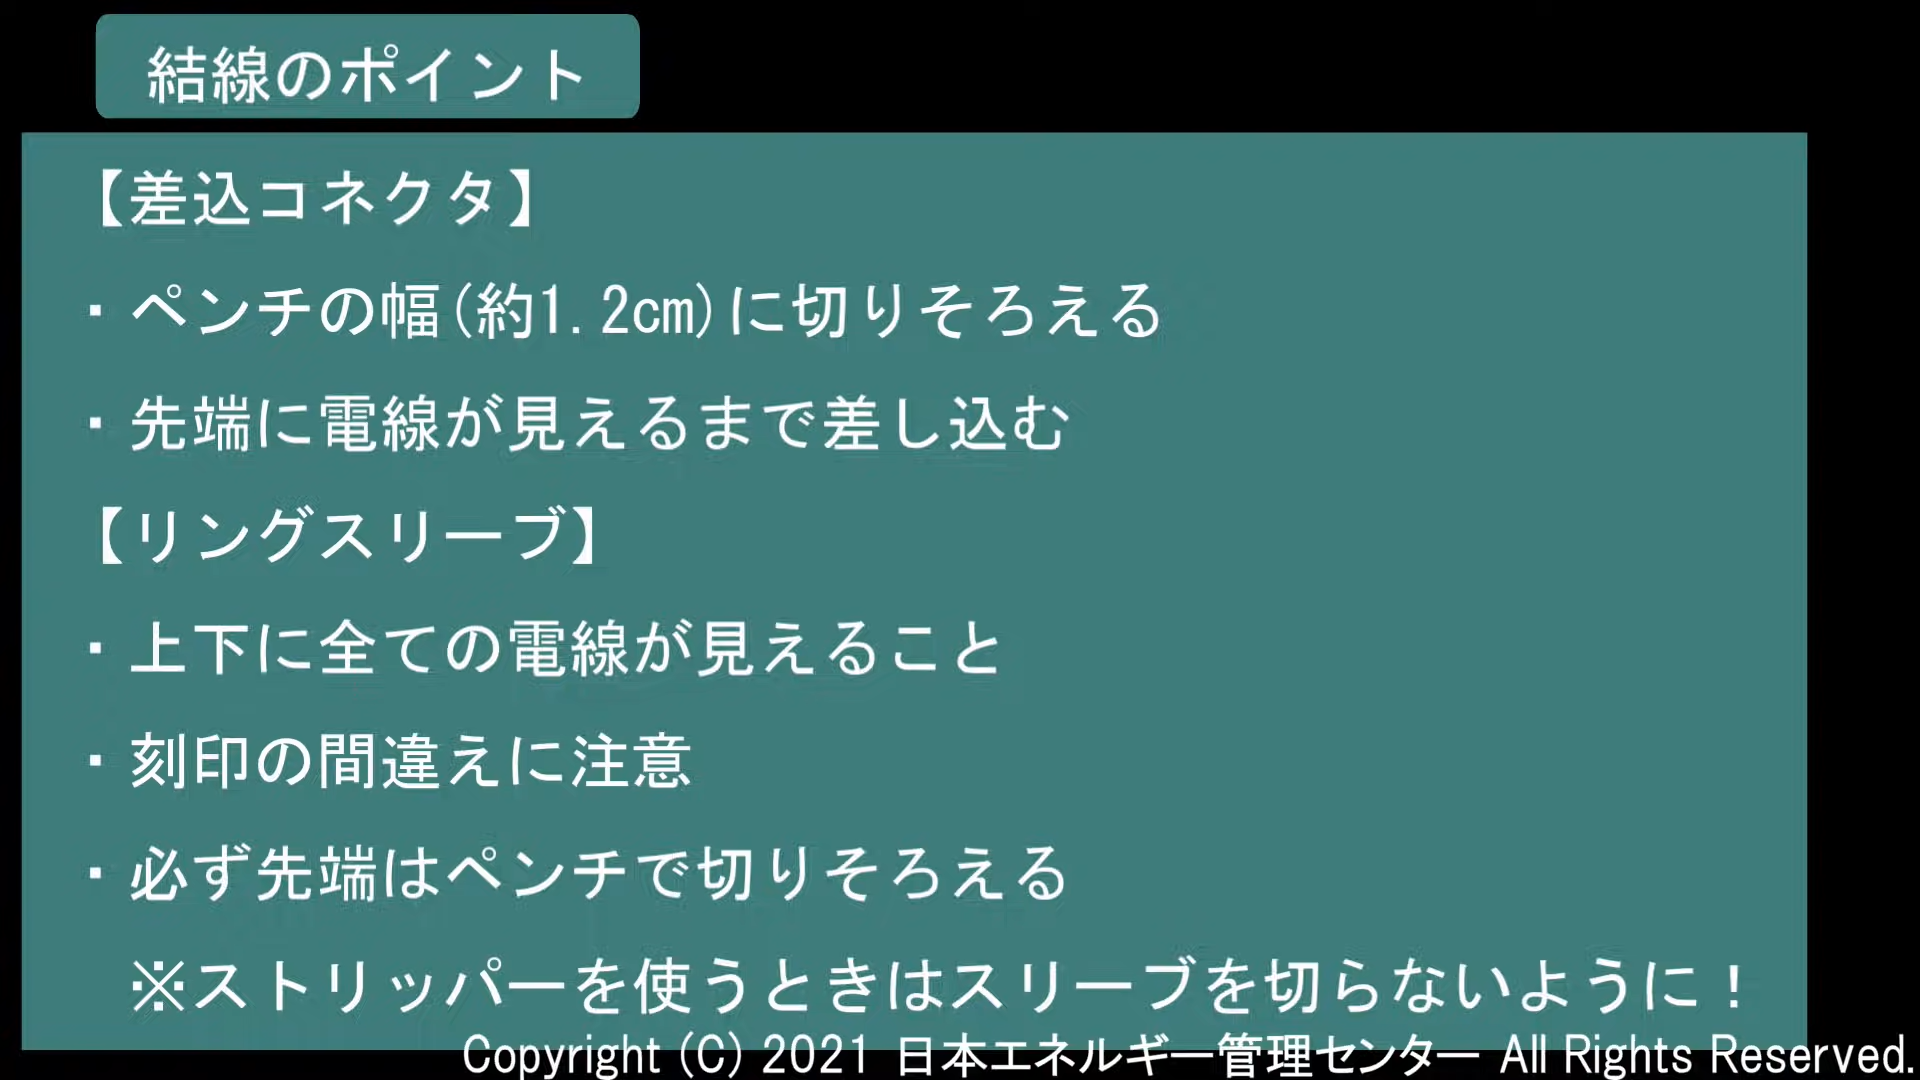 結線のポイント
【差込コネクタ】
・ペンチの幅(約1.2cm)に切りそろえる
・先端に電線が見えるまで差し込む
【リングスリーブ】
・上下に全ての電線が見えること
・刻印の間違えに注意
・必ず先端はペンチで切りそろえる
※ストリッパーを使うときはスリーブを切らないように！
Copyright (C) 2021 日本エネルギー管理センター All Rights Reserved.